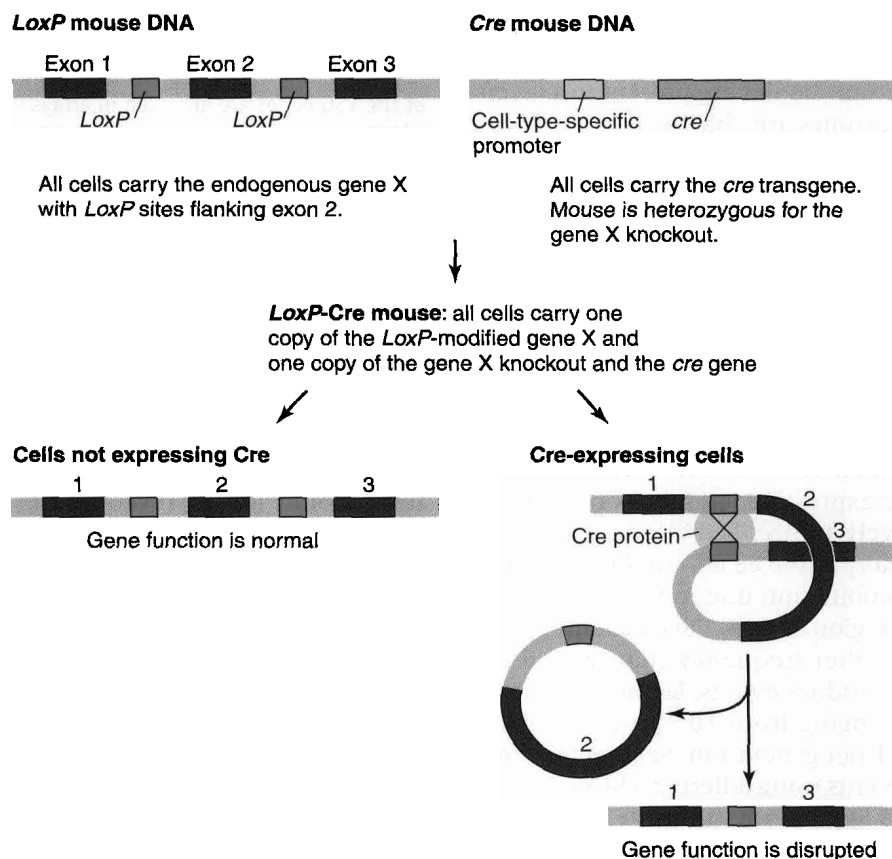 LoxP mouse DNA
Exon 1 Exon 2 Exon 3
LoxP LoxP
All cells carry the endogenous gene X
with LoxP sites flanking exon 2.
Cre mouse DNA
Cell-type-specific
promoter
cre
All cells carry the cre transgene.
Mouse is heterozygous for the
gene X knockout.
LoxP-Cre mouse: all cells carry one
copy of the LoxP-modified gene X and
one copy of the gene X knockout and the cre gene
Cells not expressing Cre
1 2 3
Gene function is normal
Cre-expressing cells
1
2
3
Cre protein
2
1 3
Gene function is disrupted